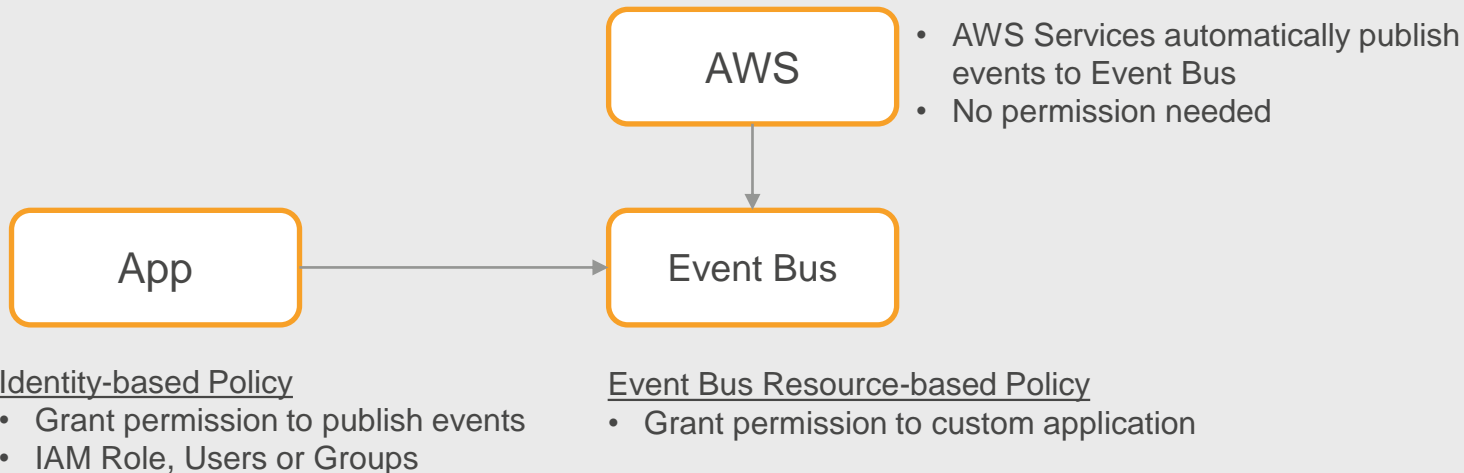 AWS
• AWS Services automatically publish
events to Event Bus
• No permission needed
App
Event Bus
Identity-based Policy
• Grant permission to publish events
• IAM Role, Users or Groups
Event Bus Resource-based Policy
• Grant permission to custom application